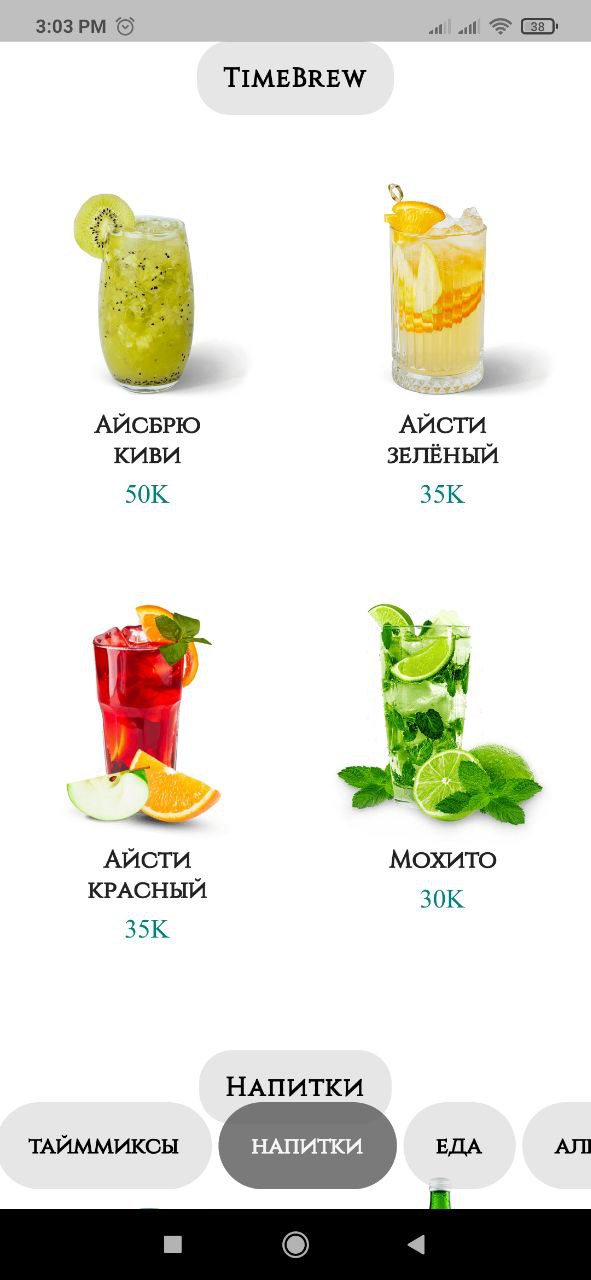 3:03 PM
38
TimeBrew
Айсбрю
киви
50K
Айсти
зелёный
35K
Айсти
красный
35K
Мохито
30K
Напитки
тайммиксы
напитки
еда